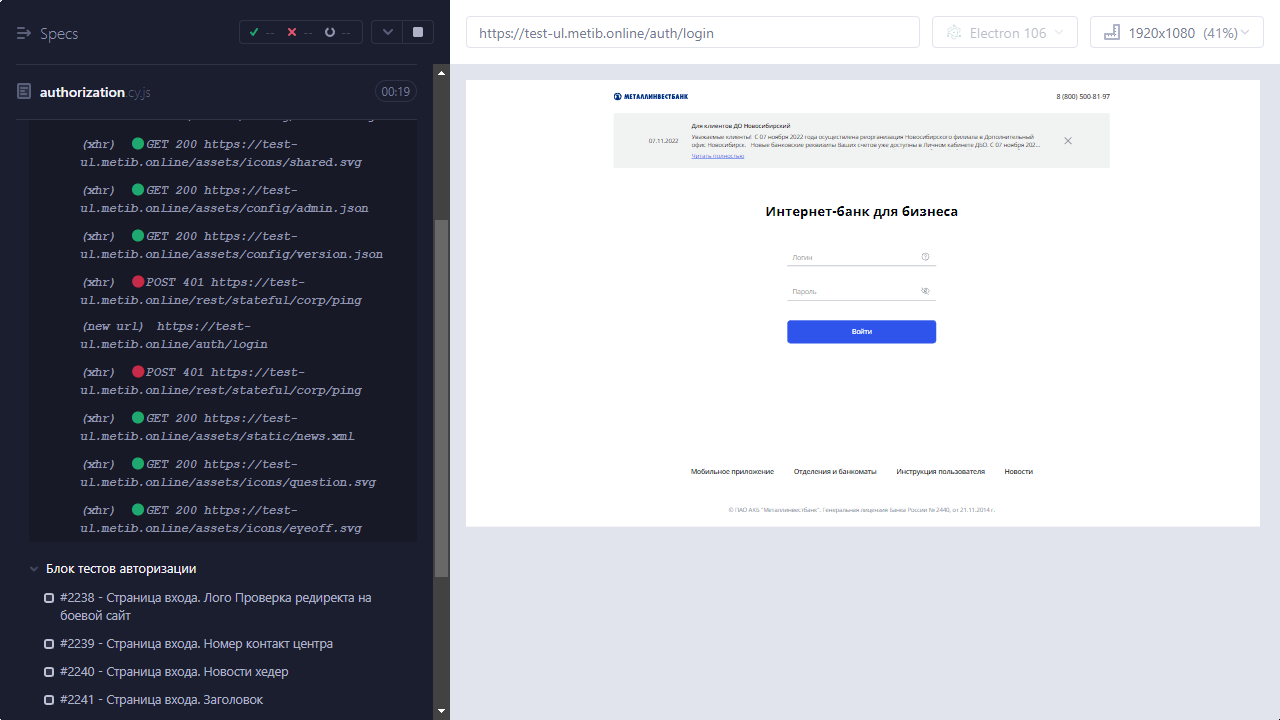 Specs
--
--
--
authorization.cy.js
00:19
(xhr) GET 200 https://test-
ul.metib.online/assets/icons/shared.svg
(xhr) GET 200 https://test-
ul.metib.online/assets/config/admin.json
(xhr) GET 200 https://test-
ul.metib.online/assets/config/version.json
(xhr) POST 401 https://test-
ul.metib.online/rest/stateful/corp/ping
(new url) https://test-
ul.metib.online/auth/login
(xhr) POST 401 https://test-
ul.metib.online/rest/stateful/corp/ping
(xhr) GET 200 https://test-
ul.metib.online/assets/static/news.xml
(xhr) GET 200 https://test-
ul.metib.online/assets/icons/question.svg
(xhr) GET 200 https://test-
ul.metib.online/assets/icons/eyeoff.svg
Блок тестов авторизации
#2238 - Страница входа. Лого Проверка редиректа на
боевой сайт
#2239 - Страница входа. Номер контакт центра
#2240 - Страница входа. Новости хедер
#2241 - Страница входа. Заголовок
https://test-ul.metib.online/auth/login
Electron 106
1920x1080 (41%)
МЕТАЛЛИНВЕСТБАНК
8 (800) 500-81-97
Для клиентов ДО Новосибирский
07.11.2022
Уважаемые клиенты! С 07 ноября 2022 года осуществлена реорганизация Новосибирского филиала в Дополнительный
офис Новосибирск. Новые банковские реквизиты Ваших счетов уже доступны в Личном кабинете ДБО. С 07 ноября 202...
Читать полностью
Интернет-банк для бизнеса
Логин
Пароль
Войти
Мобильное приложение
Отделения и банкоматы
Инструкция пользователя
Новости
© ПАО АКБ "Металлинвестбанк". Генеральная лицензия Банка России № 2440, от 21.11.2014 г.